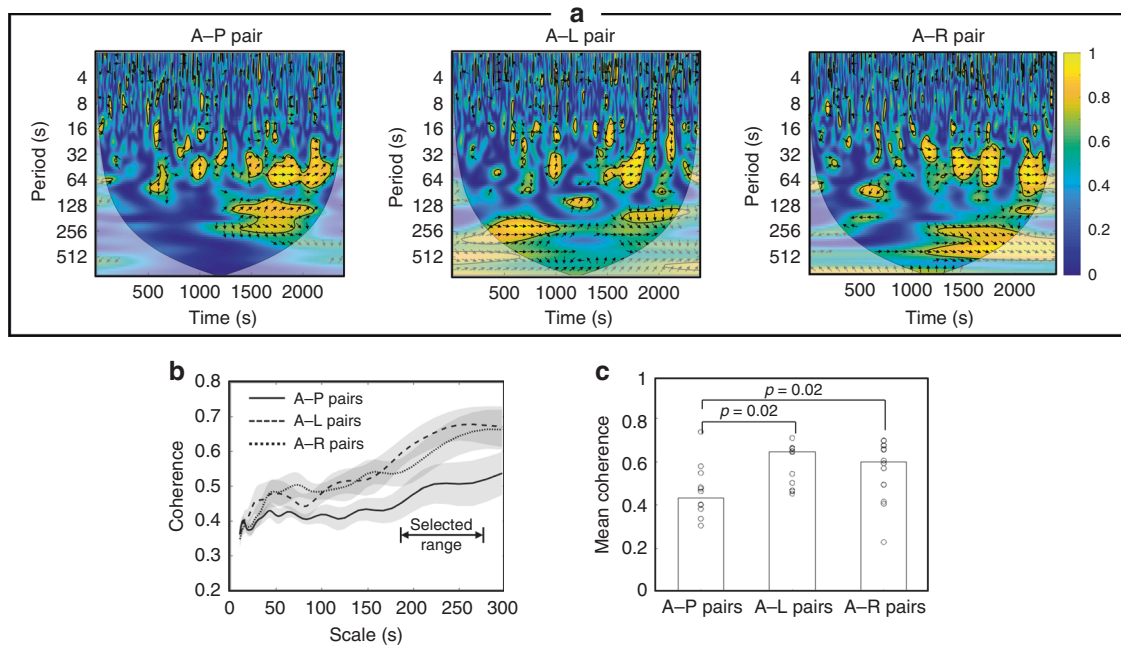 a
A–P pair
A–L pair
A–R pair
Period (s)
4
8
16
32
64
128
256
512
500
1000
1500
2000
Time (s)
Period (s)
4
8
16
32
64
128
256
512
500
1000
1500
2000
Time (s)
Period (s)
4
8
16
32
64
128
256
512
500
1000
1500
2000
Time (s)
1
0.8
0.6
0.4
0.2
0
b
Coherence
0.8
0.7
0.6
0.5
0.4
0.3
0.2
A–P pairs
A–L pairs
A–R pairs
Selected
range
0
50
100
150
200
250
300
Scale (s)
c
Mean coherence
1
0.8
0.6
0.4
0.2
0
p = 0.02
p = 0.02
A–P pairs
A–L pairs
A–R pairs